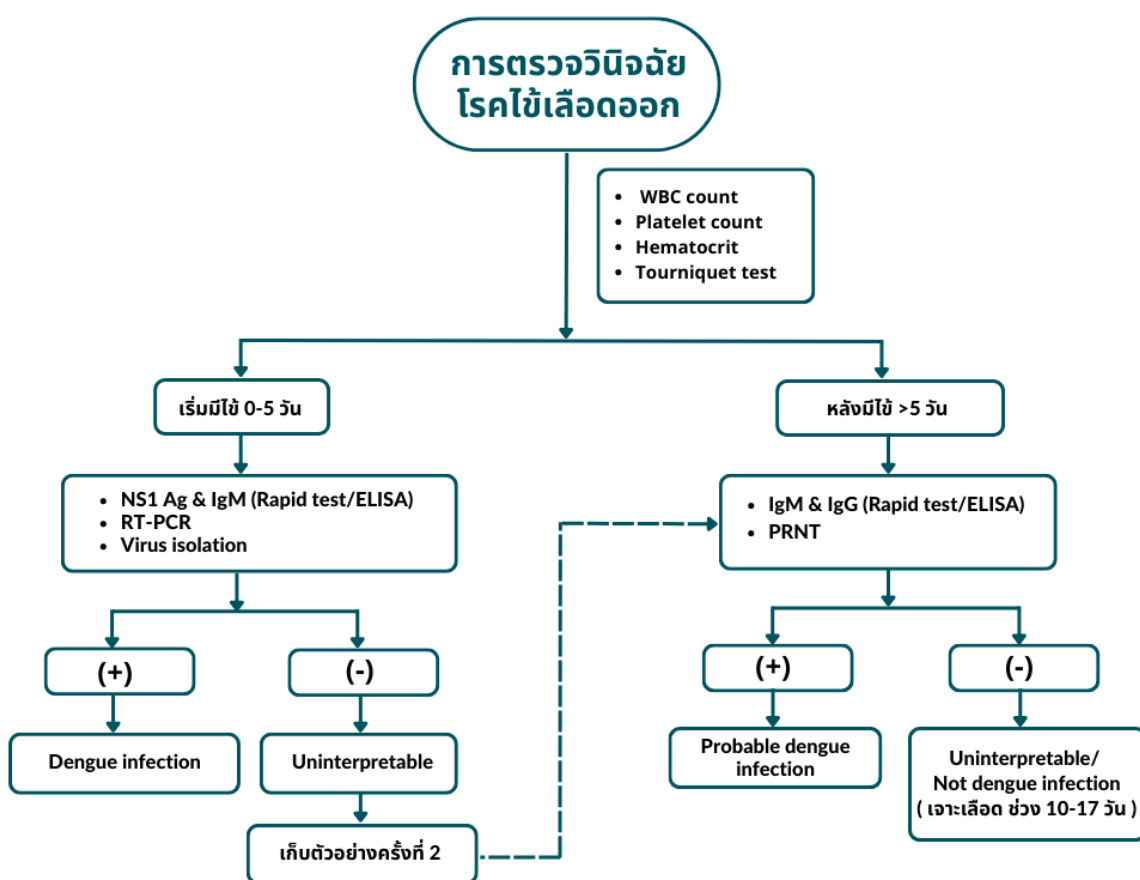 การตรวจวินิจฉัย
โรคไข้เลือดออก
• WBC count
• Platelet count
• Hematocrit
• Tourniquet test
เริ่มมีไข้ 0-5 วัน
หลังมีไข้ >5 วัน
• NS1 Ag & IgM (Rapid test/ELISA)
• RT-PCR
• Virus isolation
• IgM & IgG (Rapid test/ELISA)
• PRNT
(+)
(-)
(+)
(-)
Dengue infection
Uninterpretable
Probable dengue
infection
Uninterpretable/
Not dengue infection
( เจาะเลือด ช่วง 10-17 วัน )
เก็บตัวอย่างครั้งที่ 2